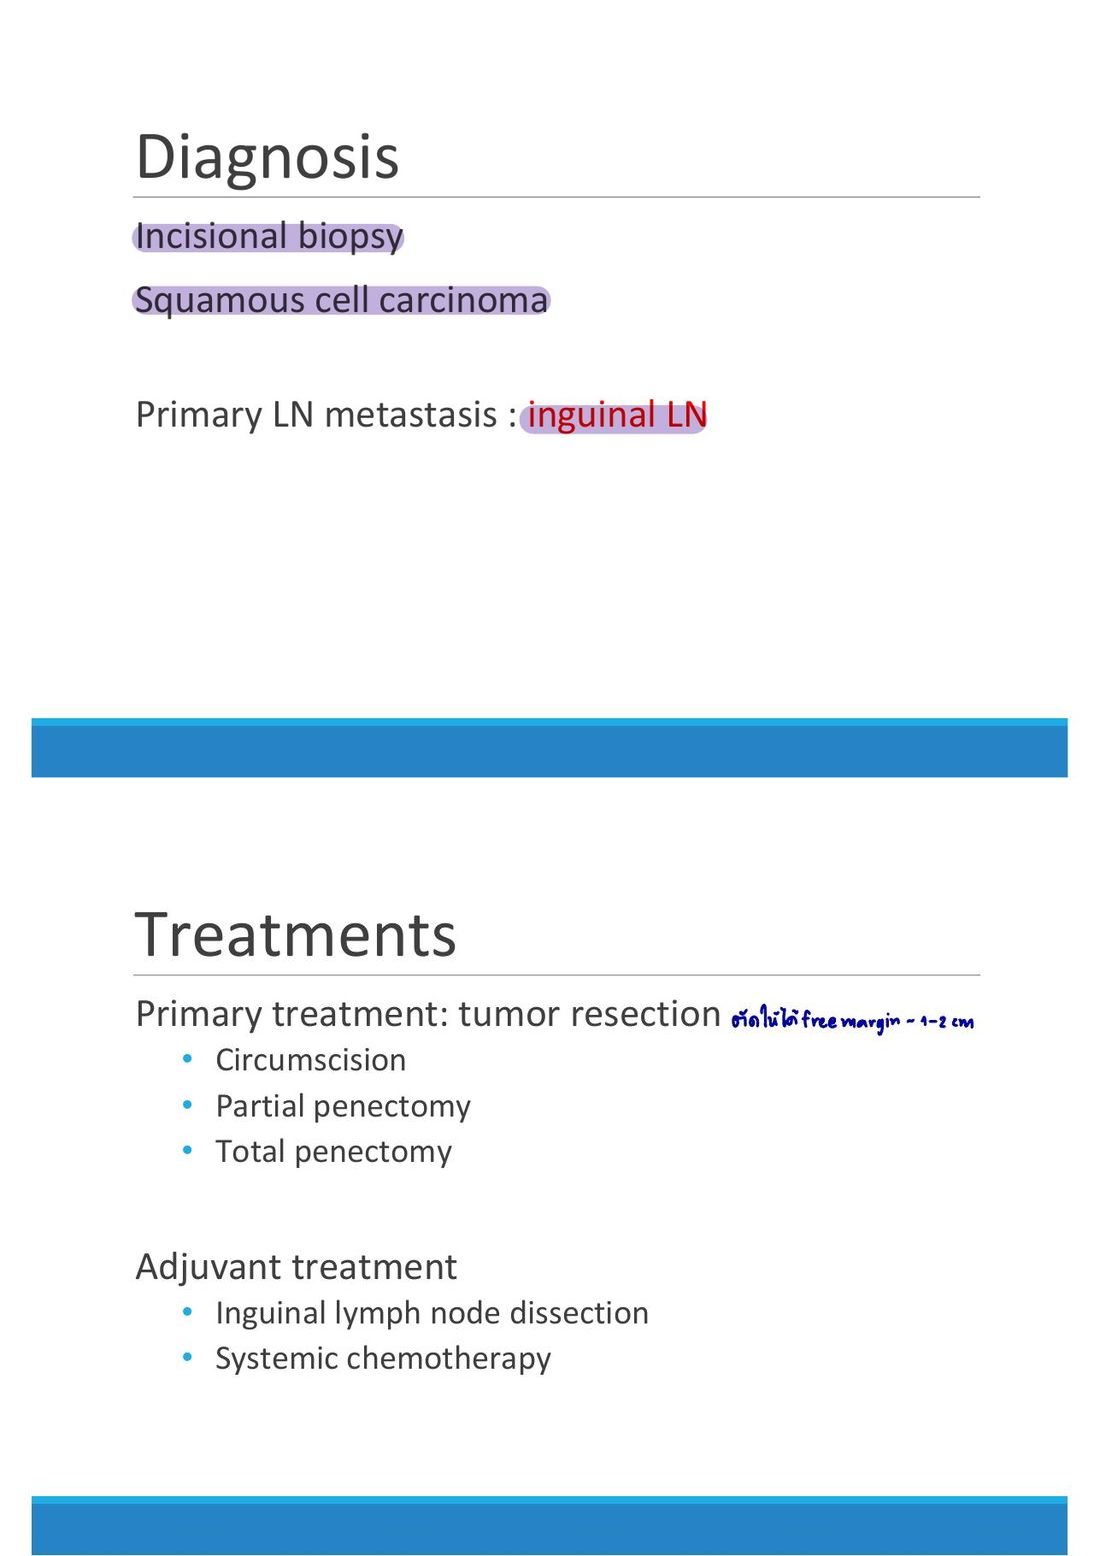 Diagnosis
Incisional biopsy
Squamous cell carcinoma
Primary LN metastasis : inguinal LN
Treatments
Primary treatment: tumor resection ตัดให้ได้ free margin ~ 1-2 cm
• Circumscision
• Partial penectomy
• Total penectomy
Adjuvant treatment
• Inguinal lymph node dissection
• Systemic chemotherapy